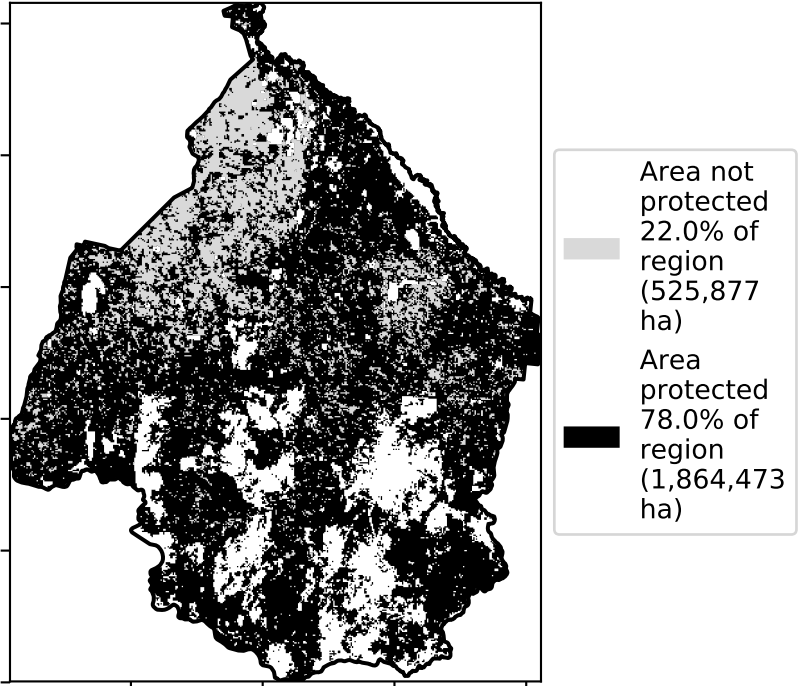 Area not
protected
22.0% of
region
(525,877
ha)
Area
protected
78.0% of
region
(1,864,473
ha)